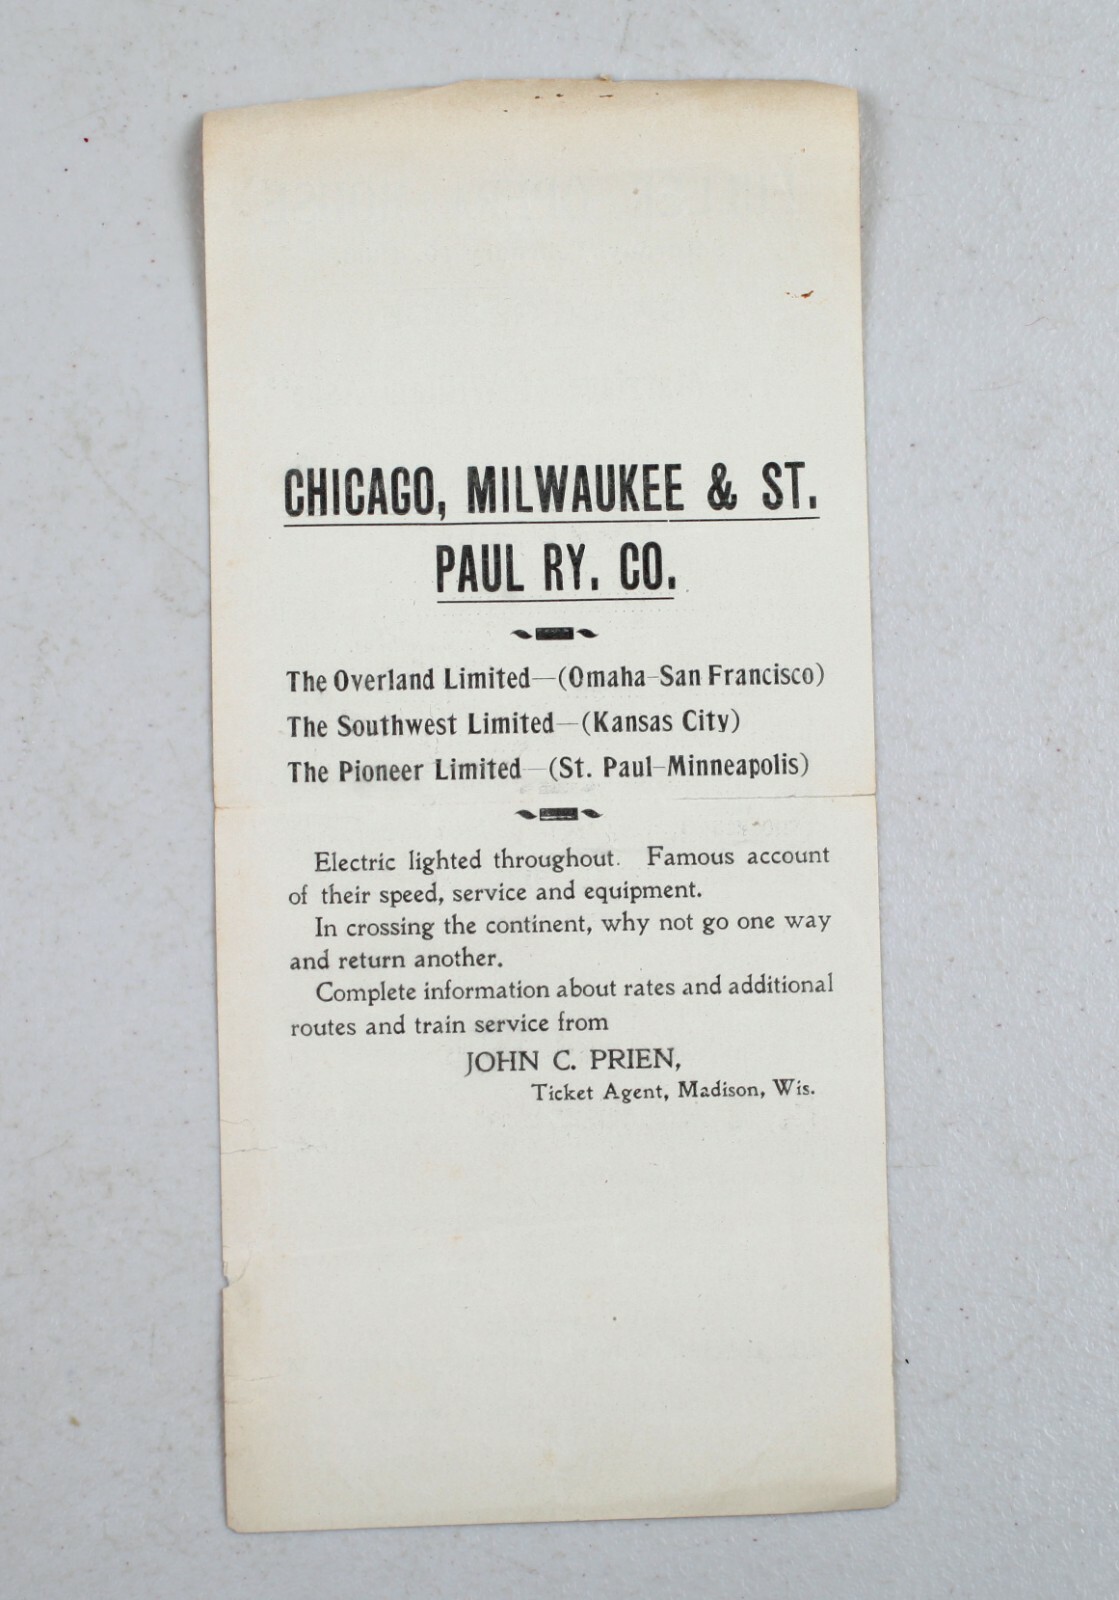 CHICAGO, MILWAUKEE & ST.
PAUL RY. CO.
The Overland Limited—(Omaha-San Francisco)
The Southwest Limited—(Kansas City)
The Pioneer Limited—(St. Paul-Minneapolis)
Electric lighted throughout. Famous account
of their speed, service and equipment.
In crossing the continent, why not go one way
and return another.
Complete information about rates and additional
routes and train service from
JOHN C. PRIEN,
Ticket Agent, Madison, Wis.